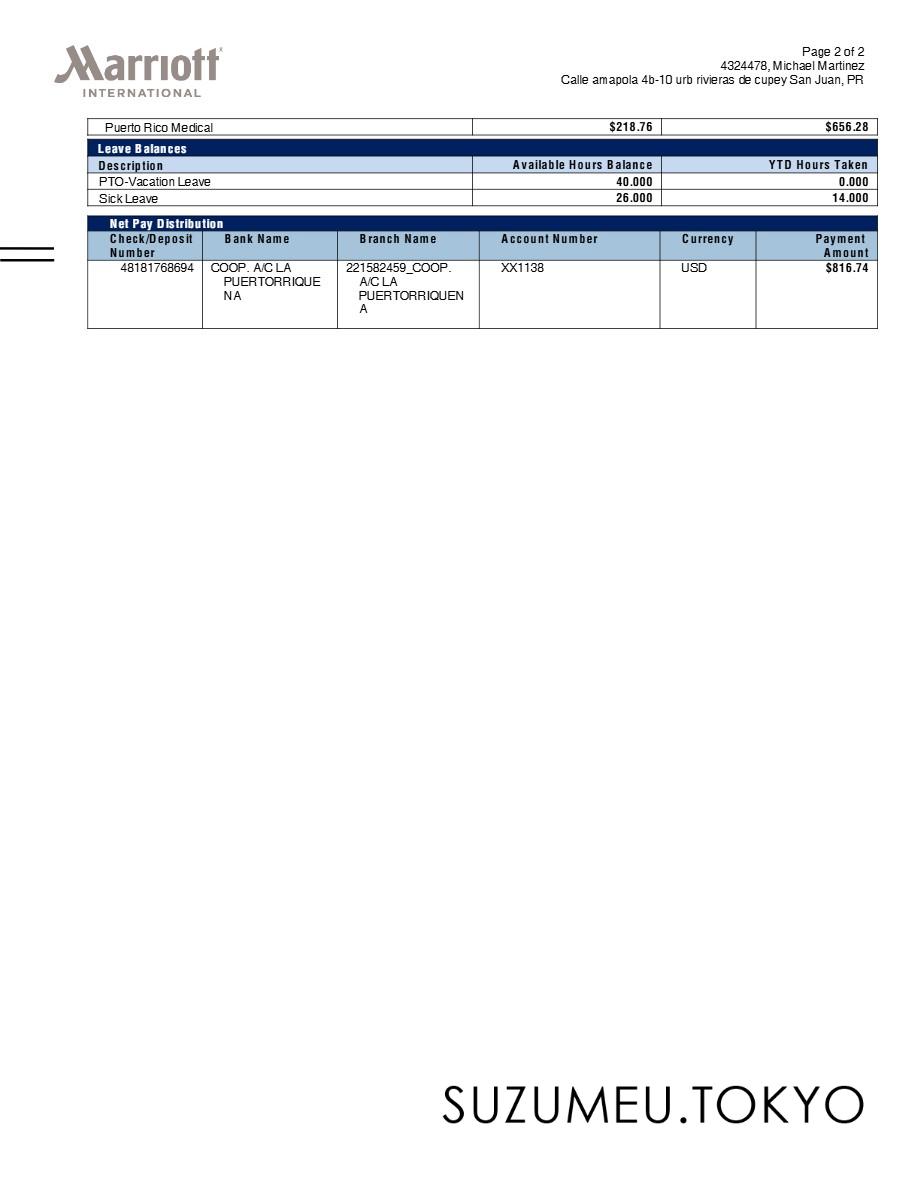 Marriott
INTERNATIONAL
Page 2 of 2
4324478, Michael Martinez
Calle amapola 4b-10 urb rivieras de cupey San Juan, PR
Puerto Rico Medical $218.76 $656.28
Leave Balances
Description Available Hours Balance YTD Hours Taken
PTO-Vacation Leave 40.000 0.000
Sick Leave 26.000 14.000
Net Pay Distribution
Check/Deposit Bank Name Branch Name Account Number Currency Payment
Number Amount
48181768694 COOP. A/C LA 221582459_COOP. XX1138 USD $816.74
PUERTORRIQUE A/C LA
NA PUERTORRIQUEN
A
SUZUMEU.TOKYO